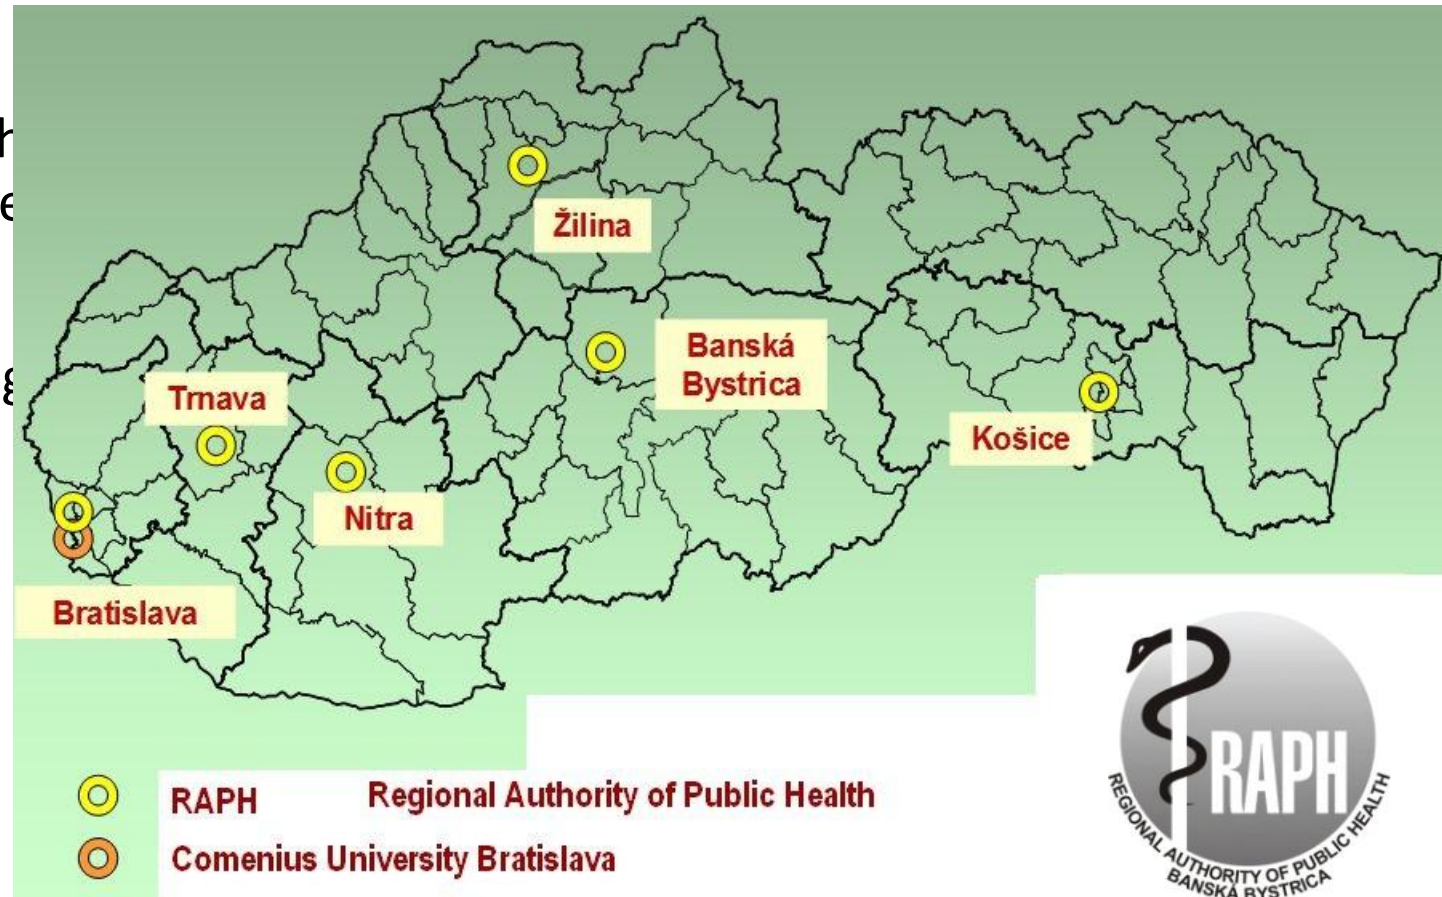 h
e
g
Žilina
Banská
Bystrica
Trnava
Košice
Nitra
Bratislava
RAPH Regional Authority of Public Health
Comenius University Bratislava
RAPH
REGIONAL AUTHORITY OF PUBLIC HEALTH
BANSKÁ BYSTRICA